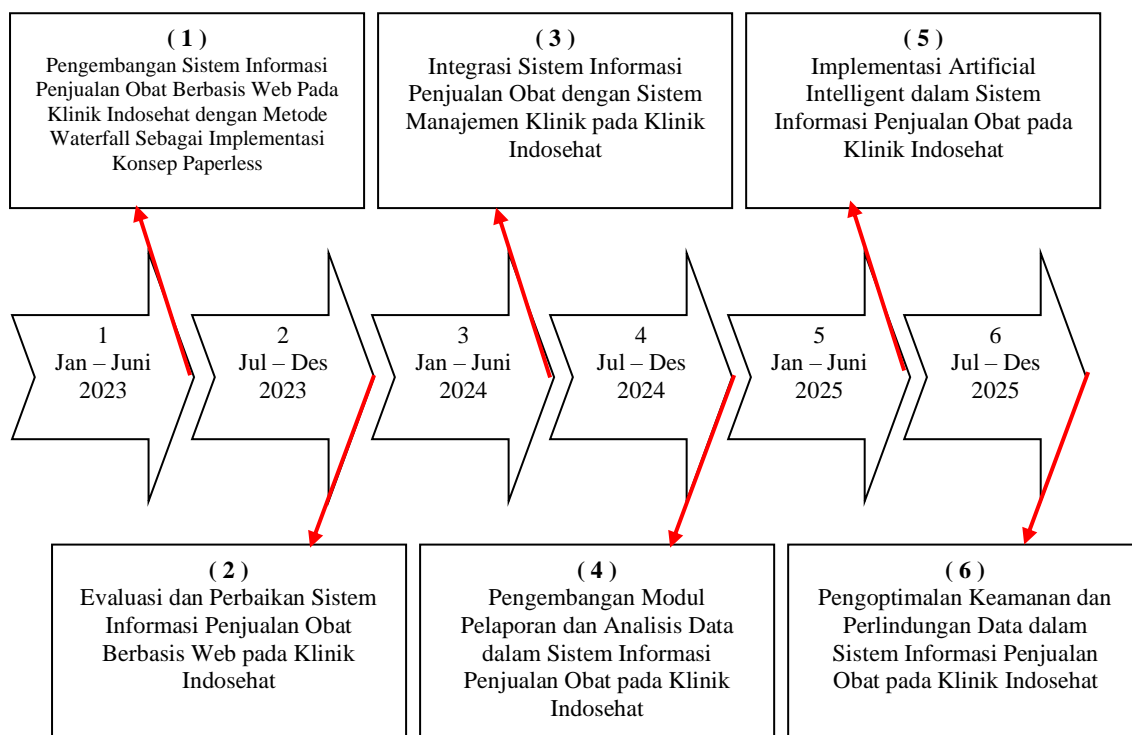 ( 1 )
Pengembangan Sistem Informasi
Penjualan Obat Berbasis Web Pada
Klinik Indosehat dengan Metode
Waterfall Sebagai Implementasi
Konsep Paperless
( 3 )
Integrasi Sistem Informasi
Penjualan Obat dengan Sistem
Manajemen Klinik pada Klinik
Indosehat
( 5 )
Implementasi Artificial
Intelligent dalam Sistem
Informasi Penjualan Obat pada
Klinik Indosehat
1
Jan – Juni
2023
2
Jul – Des
2023
3
Jan – Juni
2024
4
Jul – Des
2024
5
Jan – Juni
2025
6
Jul – Des
2025
( 2 )
Evaluasi dan Perbaikan Sistem
Informasi Penjualan Obat
Berbasis Web pada Klinik
Indosehat
( 4 )
Pengembangan Modul
Pelaporan dan Analisis Data
dalam Sistem Informasi
Penjualan Obat pada Klinik
Indosehat
( 6 )
Pengoptimalan Keamanan dan
Perlindungan Data dalam
Sistem Informasi Penjualan
Obat pada Klinik Indosehat